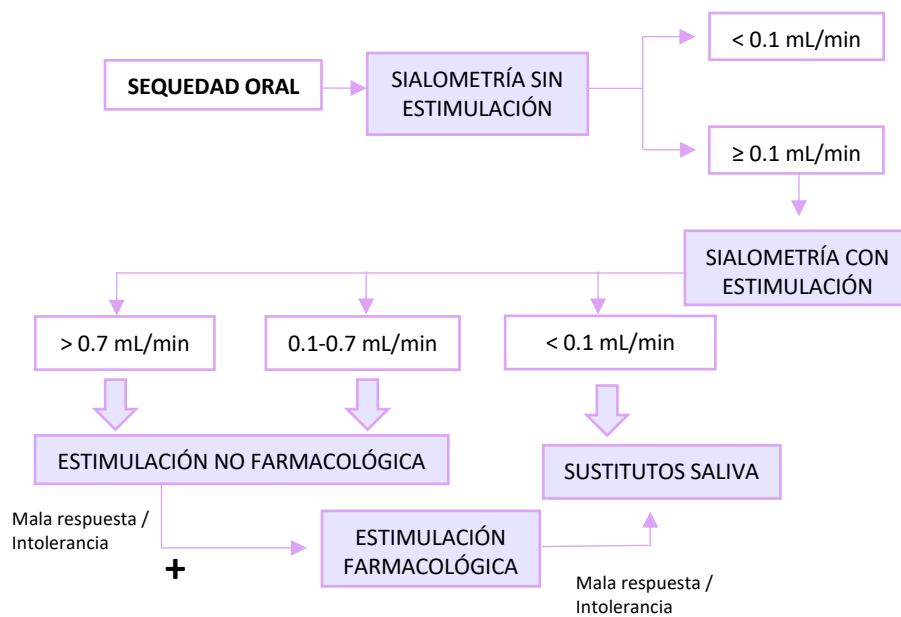 < 0.1 mL/min
SEQUEDAD ORAL
SIALOMETRÍA SIN
ESTIMULACIÓN
≥ 0.1 mL/min
SIALOMETRÍA CON
ESTIMULACIÓN
> 0.7 mL/min
0.1-0.7 mL/min
< 0.1 mL/min
ESTIMULACIÓN NO FARMACOLÓGICA
SUSTITUTOS SALIVA
Mala respuesta /
Intolerancia
+
ESTIMULACIÓN
FARMACOLÓGICA
Mala respuesta /
Intolerancia